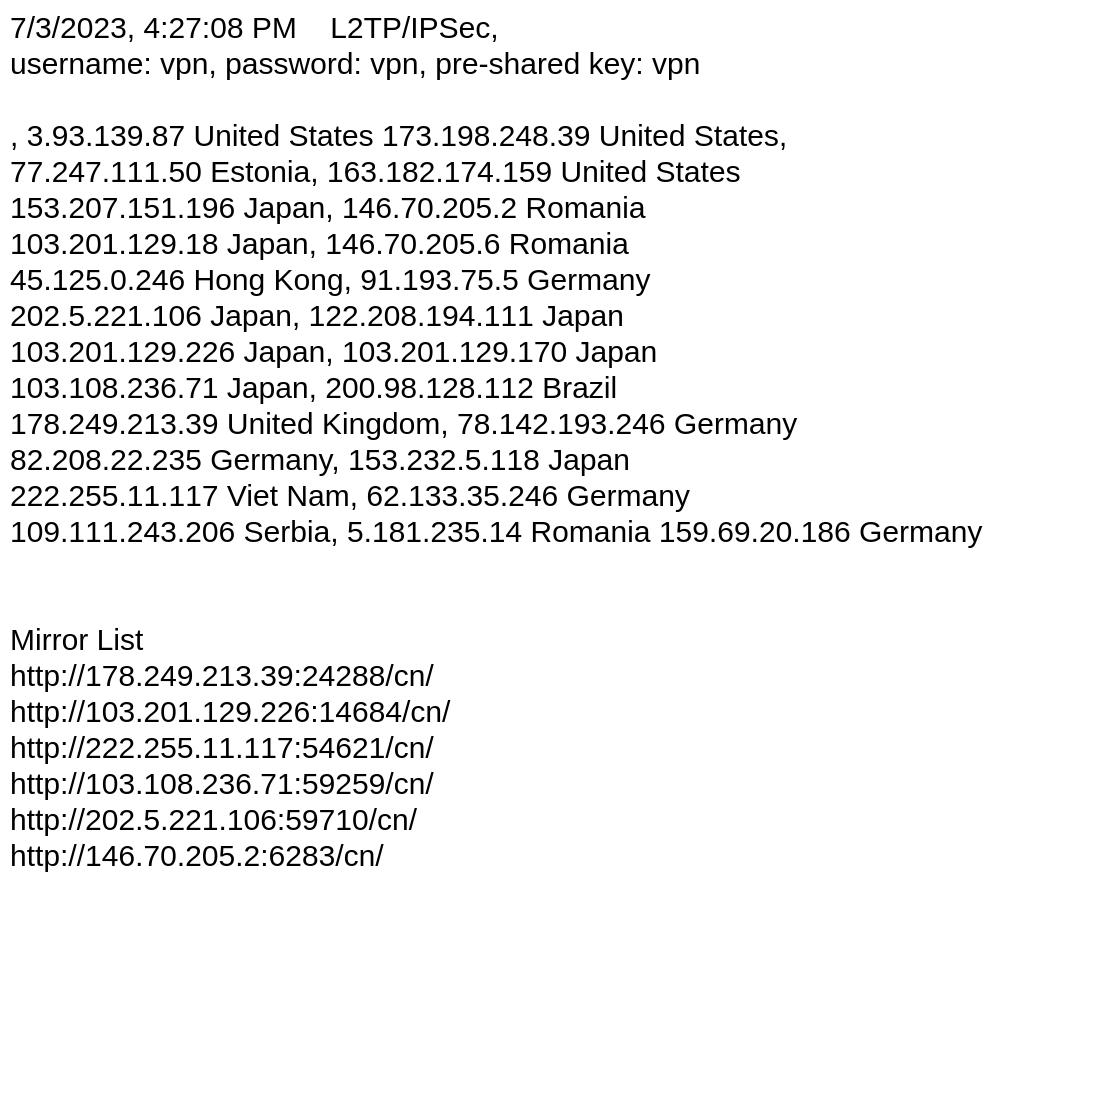 7/3/2023, 4:27:08 PM    L2TP/IPSec,
username: vpn, password: vpn, pre-shared key: vpn
, 3.93.139.87 United States 173.198.248.39 United States,
77.247.111.50 Estonia, 163.182.174.159 United States
153.207.151.196 Japan, 146.70.205.2 Romania
103.201.129.18 Japan, 146.70.205.6 Romania
45.125.0.246 Hong Kong, 91.193.75.5 Germany
202.5.221.106 Japan, 122.208.194.111 Japan
103.201.129.226 Japan, 103.201.129.170 Japan
103.108.236.71 Japan, 200.98.128.112 Brazil
178.249.213.39 United Kingdom, 78.142.193.246 Germany
82.208.22.235 Germany, 153.232.5.118 Japan
222.255.11.117 Viet Nam, 62.133.35.246 Germany
109.111.243.206 Serbia, 5.181.235.14 Romania 159.69.20.186 Germany
Mirror List
http://178.249.213.39:24288/cn/
http://103.201.129.226:14684/cn/
http://222.255.11.117:54621/cn/
http://103.108.236.71:59259/cn/
http://202.5.221.106:59710/cn/
http://146.70.205.2:6283/cn/